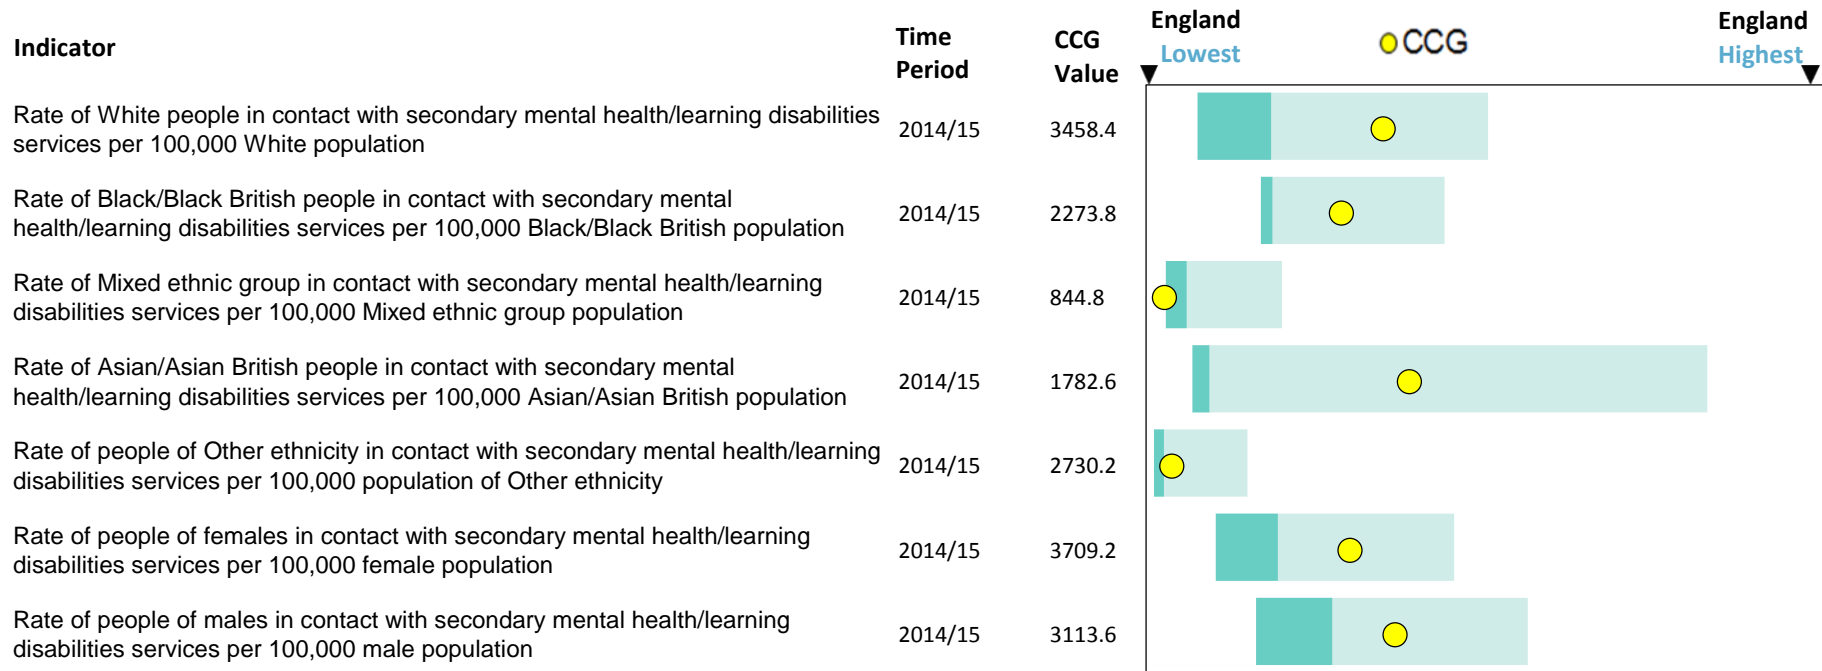 Indicator
Time Period
CCG Value
England Lowest
CCG
England Highest
Rate of White people in contact with secondary mental health/learning disabilities
services per 100,000 White population
2014/15
3458.4
Rate of Black/Black British people in contact with secondary mental
health/learning disabilities services per 100,000 Black/Black British population
2014/15
2273.8
Rate of Mixed ethnic group in contact with secondary mental health/learning
disabilities services per 100,000 Mixed ethnic group population
2014/15
844.8
Rate of Asian/Asian British people in contact with secondary mental
health/learning disabilities services per 100,000 Asian/Asian British population
2014/15
1782.6
Rate of people of Other ethnicity in contact with secondary mental health/learning
disabilities services per 100,000 population of Other ethnicity
2014/15
2730.2
Rate of people of females in contact with secondary mental health/learning
disabilities services per 100,000 female population
2014/15
3709.2
Rate of people of males in contact with secondary mental health/learning
disabilities services per 100,000 male population
2014/15
3113.6